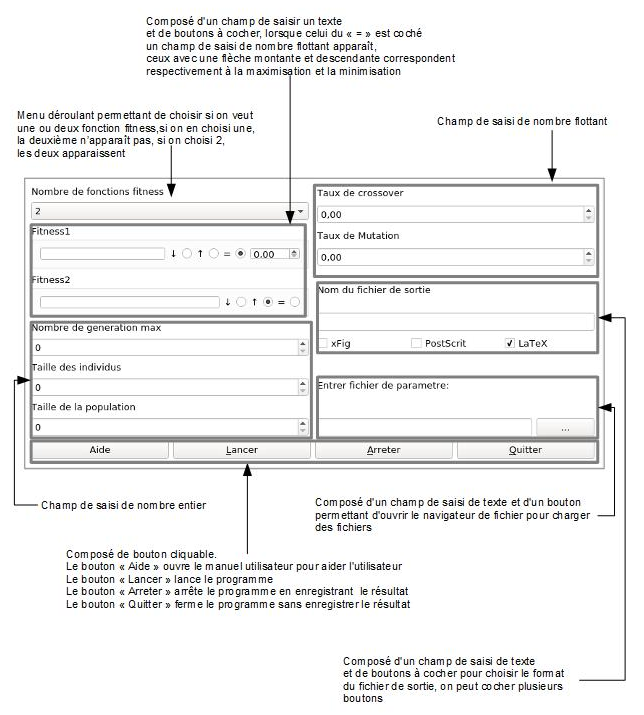 Composé d'un champ de saisir un texte
et de boutons à cocher, lorsque celui du « = » est coché
un champ de saisi de nombre flottant apparaît,
ceux avec une flèche montante et descendante correspondent
respectivement à la maximisation et la minimisation
Menu déroulant permettant de choisir si on veut
une ou deux fonction fitness,si on en choisi une,
la deuxième n'apparaît pas, si on choisi 2,
les deux apparaissent
Champ de saisi de nombre flottant
Nombre de fonctions fitness
2
Fitness1
↓ ↑ = 0.00
Fitness2
↓ ↑ =
Nombre de generation max
0
Taille des individus
0
Taille de la population
0
Taux de crossover
0,00
Taux de Mutation
0.00
Nom du fichier de sortie
xFig PostScrit LaTeX
Entrer fichier de parametre:
...
Aide Lancer Arreter Quitter
Champ de saisi de nombre entier
Composé d'un champ de saisi de texte et d'un bouton
permettant d'ouvrir le navigateur de fichier pour charger
des fichiers
Composé de bouton cliquable.
Le bouton « Aide » ouvre le manuel utilisateur pour aider l'utilisateur
Le bouton « Lancer » lance le programme
Le bouton « Arreter » arrête le programme en enregistrant le résultat
Le bouton « Quitter » ferme le programme sans enregistrer le résultat
Composé d'un champ de saisi de texte
et de boutons à cocher pour choisir le format
du fichier de sortie, on peut cocher plusieurs
boutons